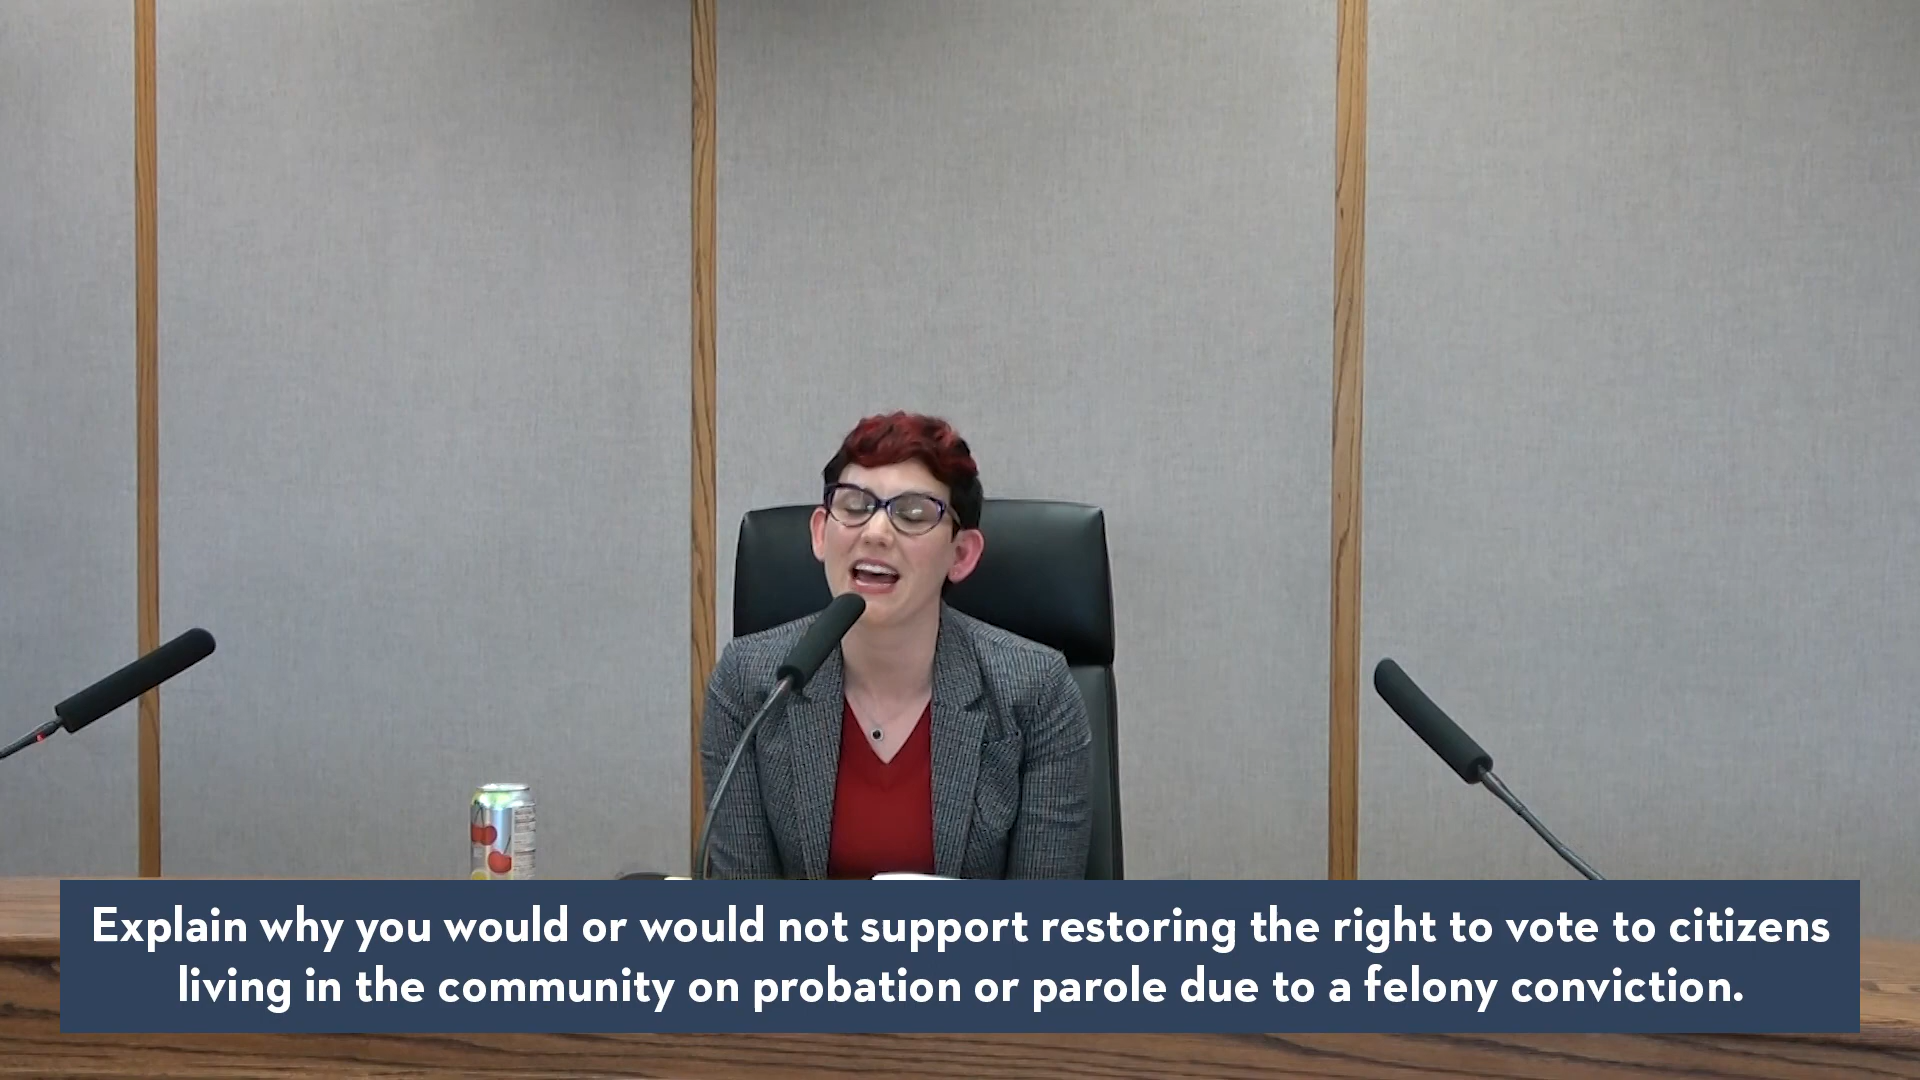 Explain why you would or would not support restoring the right to vote to citizens
living in the community on probation or parole due to a felony conviction.